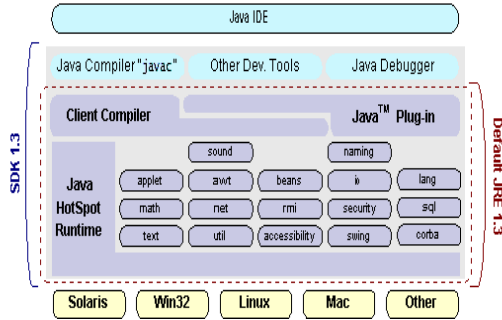 Java IDE
Java Compiler "javac"
Other Dev. Tools
Java Debugger
Client Compiler
Java™ Plug-in
SDK 1.3
Default JRE 1.3
Java
HotSpot
Runtime
sound
naming
applet
awt
beans
io
lang
math
net
rmi
security
sql
text
util
accessibility
swing
corba
Solaris
Win32
Linux
Mac
Other